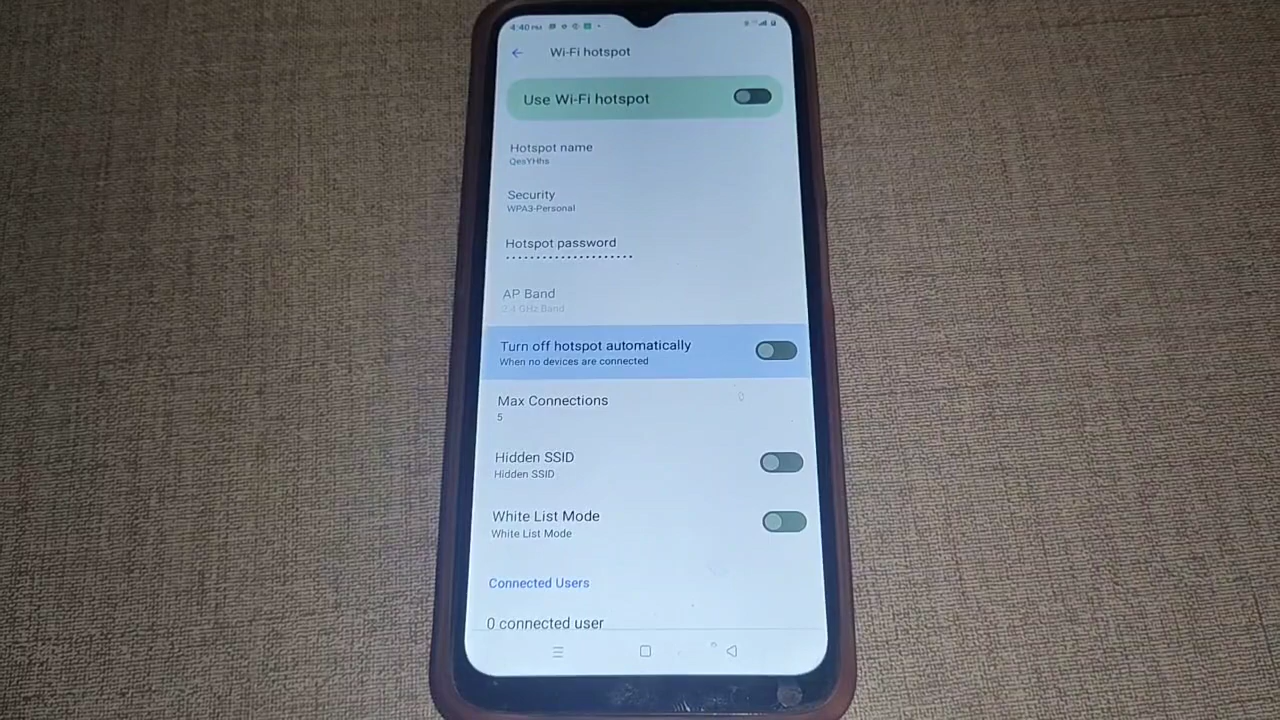 4:40 PM
Wi-Fi hotspot
Use Wi-Fi hotspot
Hotspot name
QesYHhs
Security
WPA3-Personal
Hotspot password
AP Band
2.4 GHz Band
Turn off hotspot automatically
When no devices are connected
Max Connections
5
Hidden SSID
Hidden SSID
White List Mode
White List Mode
Connected Users
0 connected user